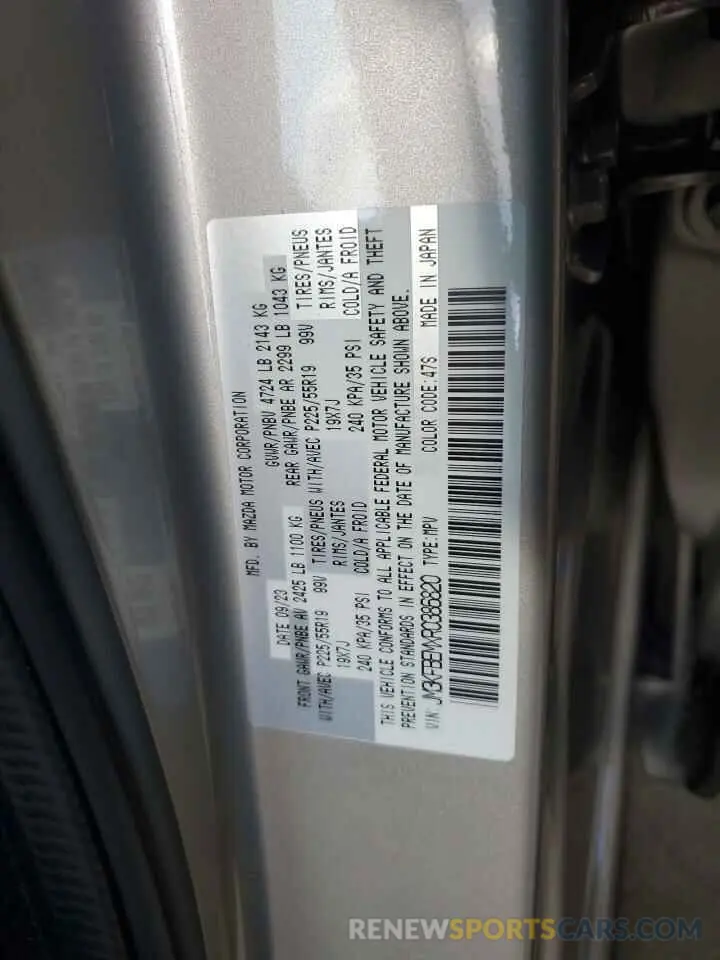 MFD. BY MAZDA MOTOR CORPORATION
DATE 09/23 GVWR/PNBV 4724 LB 2143 KG
FRONT GAWR/PNBE AV 2425 LB 1100 KG REAR GAWR/PNBE AR 2299 LB 1043 KG
WITH/AVEC P225/55R19 99V TIRES/PNEUS WITH/AVEC P225/55R19 99V TIRES/PNEUS
19X7J RIMS/JANTES 19X7J RIMS/JANTES
240 KPA/35 PSI COLD/A FROID 240 KPA/35 PSI COLD/A FROID
THIS VEHICLE CONFORMS TO ALL APPLICABLE FEDERAL MOTOR VEHICLE SAFETY AND THEFT
PREVENTION STANDARDS IN EFFECT ON THE DATE OF MANUFACTURE SHOWN ABOVE.
VIN: JM3KFBEMXR0386820 TYPE:MPV COLOR CODE:47S MADE IN JAPAN
RENEWSPORTSCARS.COM